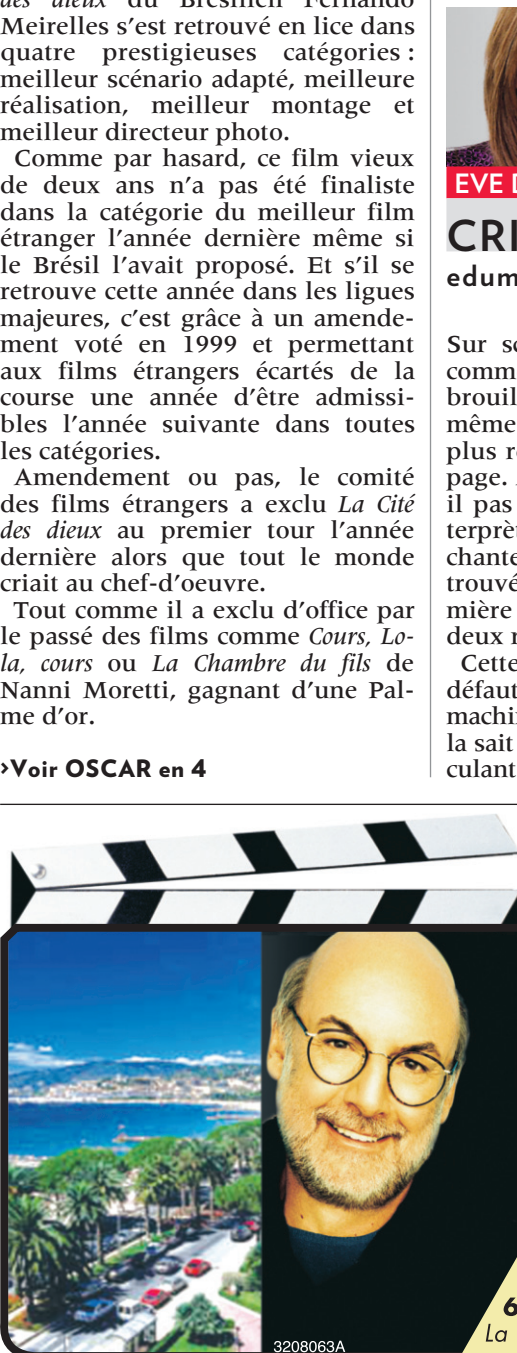 des dieux du Brésilien Fernando
Meirelles s'est retrouvé en lice dans
quatre prestigieuses catégories :
meilleur scénario adapté, meilleure
réalisation, meilleur montage et
meilleur directeur photo.
Comme par hasard, ce film vieux
de deux ans n'a pas été finaliste
dans la catégorie du meilleur film
étranger l'année dernière même si
le Brésil l'avait proposé. Et s'il se
retrouve cette année dans les ligues
majeures, c'est grâce à un amende-
ment voté en 1999 et permettant
aux films étrangers écartés de la
course une année d'être admissi-
bles l'année suivante dans toutes
les catégories.
Amendement ou pas, le comité
des films étrangers a exclu La Cité
des dieux au premier tour l'année
dernière alors que tout le monde
criait au chef-d'oeuvre.
Tout comme il a exclu d'office par
le passé des films comme Cours, Lo-
la, cours ou La Chambre du fils de
Nanni Moretti, gagnant d'une Pal-
me d'or.
›Voir OSCAR en 4
EVE D
CRI
edum
Sur sc
comm
brouil
même
plus r
page.
il pas
terprèt
chante
trouvé
mière
deux r
Cette
défaut
machin
la sait
culant
3208063A
6
La